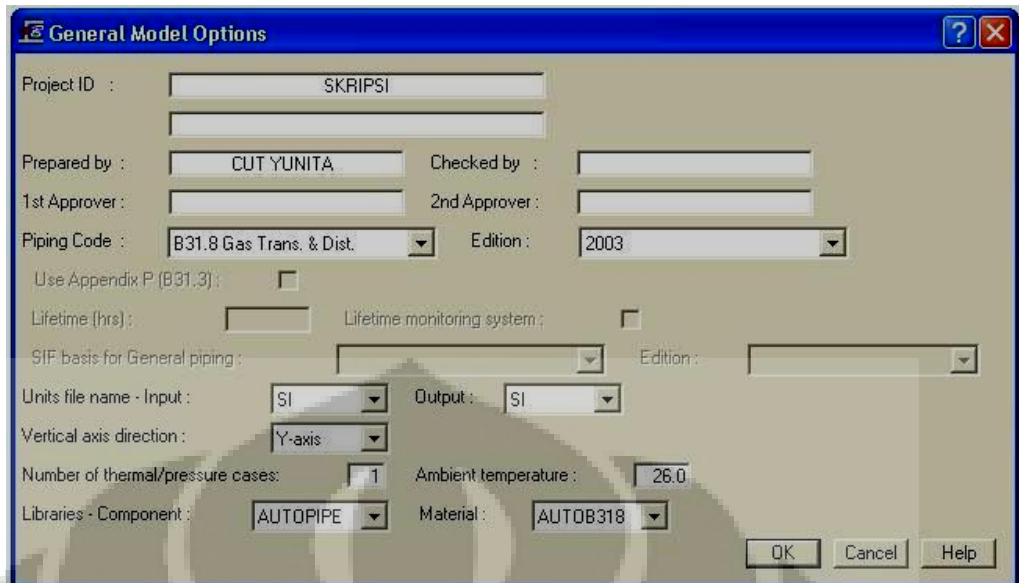 General Model Options
Project ID : SKRIPSI
Prepared by : CUT YUNITA Checked by :
1st Approver : 2nd Approver :
Piping Code : B31.8 Gas Trans. & Dist. Edition : 2003
Use Appendix P (B31.3) :
Lifetime (hrs) : Lifetime monitoring system :
SIF basis for General piping : Edition :
Units file name - Input : SI Output : SI
Vertical axis direction : Y-axis
Number of thermal/pressure cases: 1 Ambient temperature : 26.0
Libraries - Component : AUTOPIPE Material : AUTOB318
OK Cancel Help